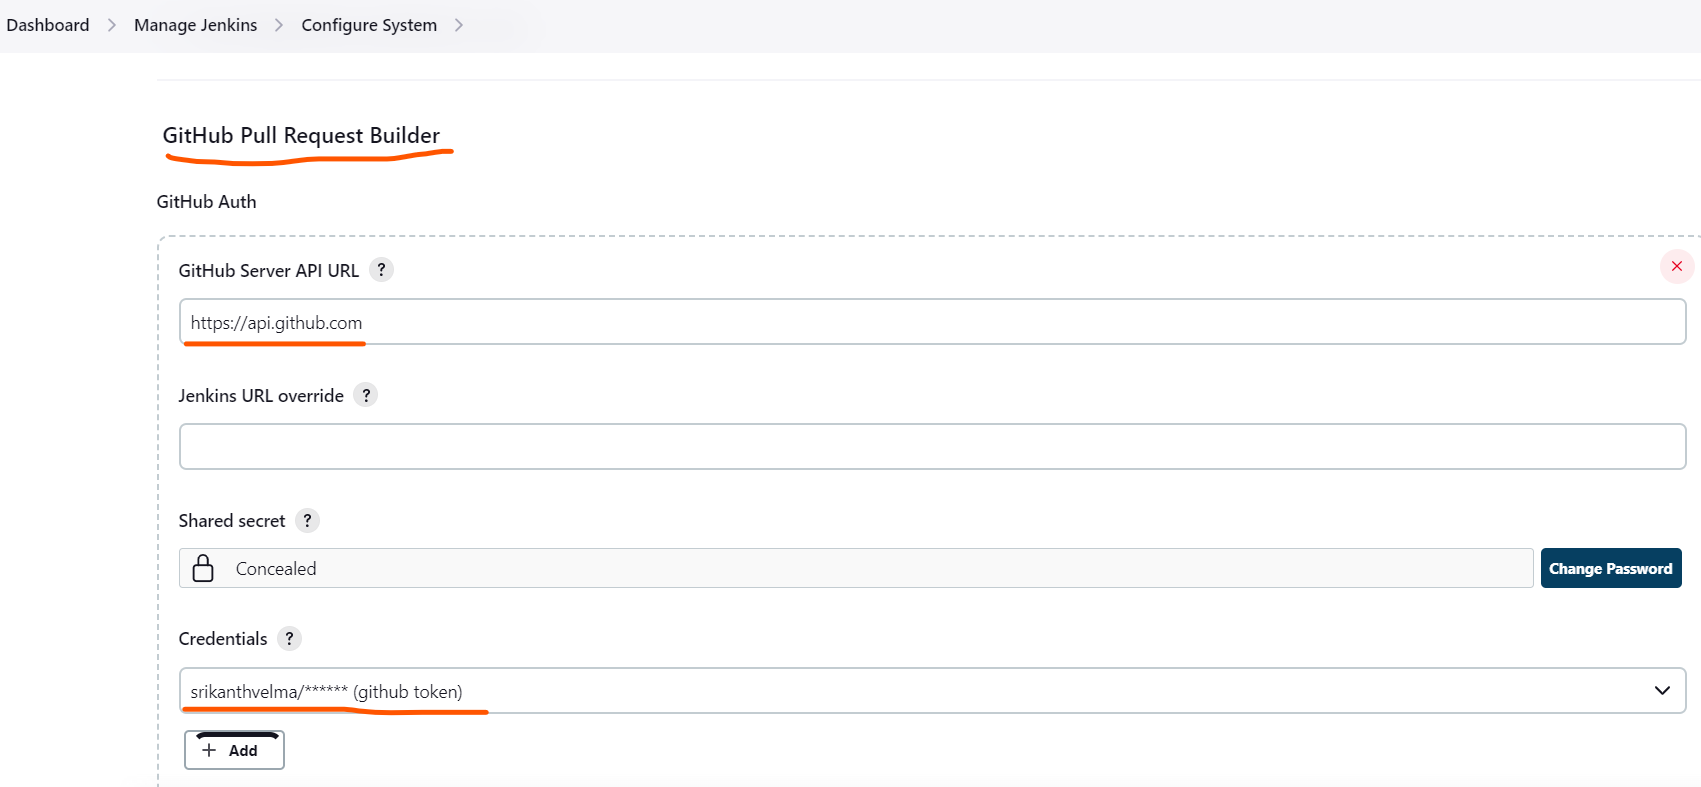 Dashboard > Manage Jenkins > Configure System >
GitHub Pull Request Builder
GitHub Auth
GitHub Server API URL ?
https://api.github.com
Jenkins URL override ?
Shared secret ?
Concealed
Change Password
Credentials ?
srikanthvelma/****** (github token)
+ Add